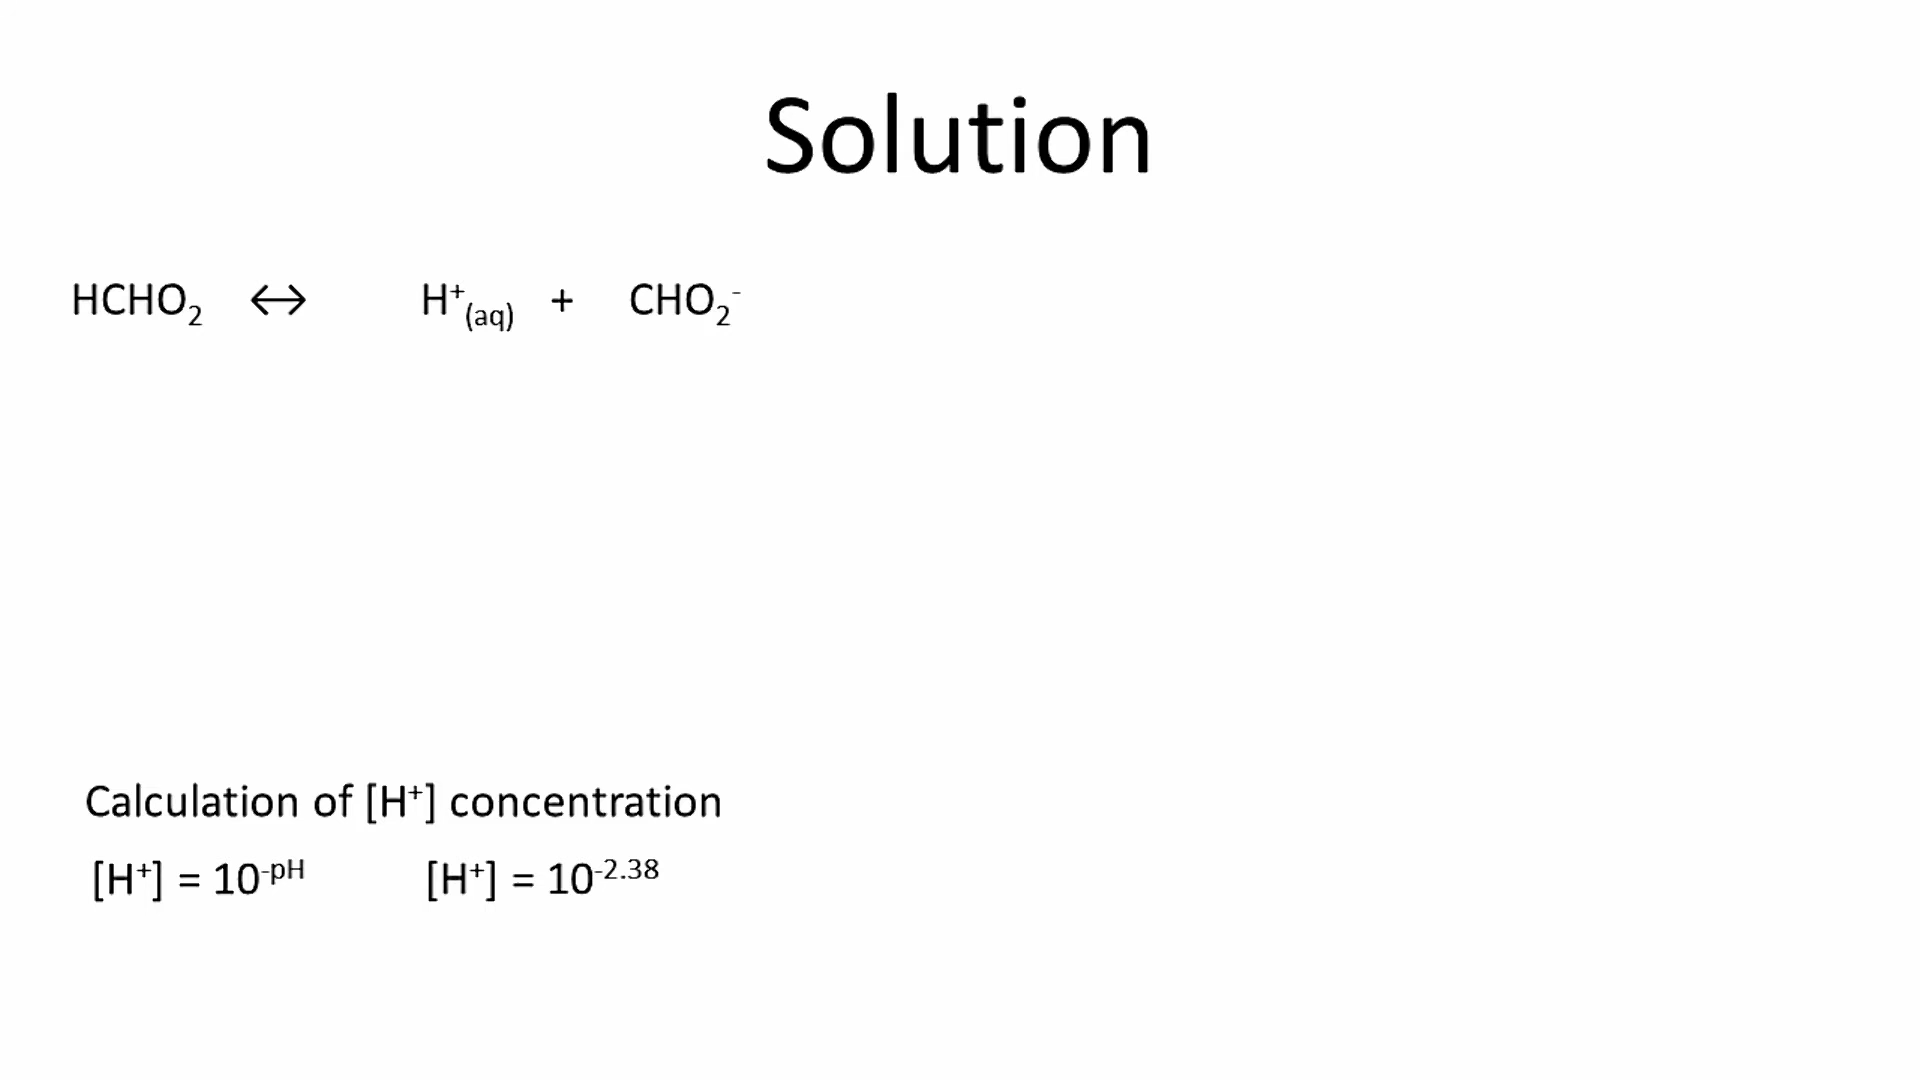 Solution
HCHO₂ ↔ H⁺₍aq₎ + CHO₂⁻
Calculation of [H⁺] concentration
[H⁺] = 10⁻ᵖᴴ [H⁺] = 10⁻²·³⁸